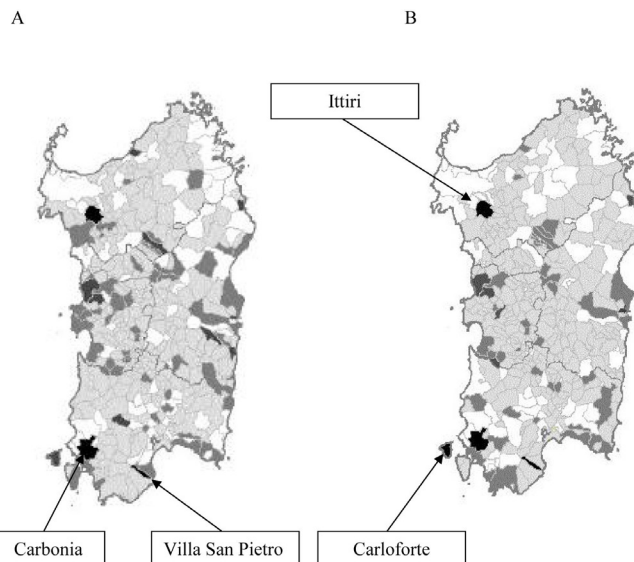 A
B
Ittiri
Carbonia
Villa San Pietro
Carloforte